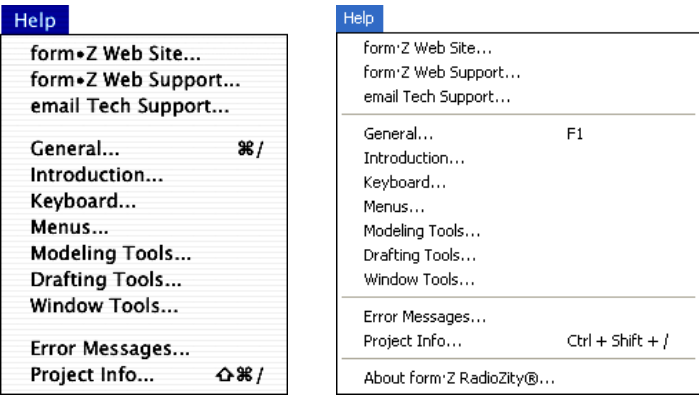 Help
form•Z Web Site...
form•Z Web Support...
email Tech Support...
General... ⌘/
Introduction...
Keyboard...
Menus...
Modeling Tools...
Drafting Tools...
Window Tools...
Error Messages...
Project Info... ⇧⌘/
Help
form·Z Web Site...
form·Z Web Support...
email Tech Support...
General... F1
Introduction...
Keyboard...
Menus...
Modeling Tools...
Drafting Tools...
Window Tools...
Error Messages...
Project Info... Ctrl + Shift + /
About form·Z RadioZity®...